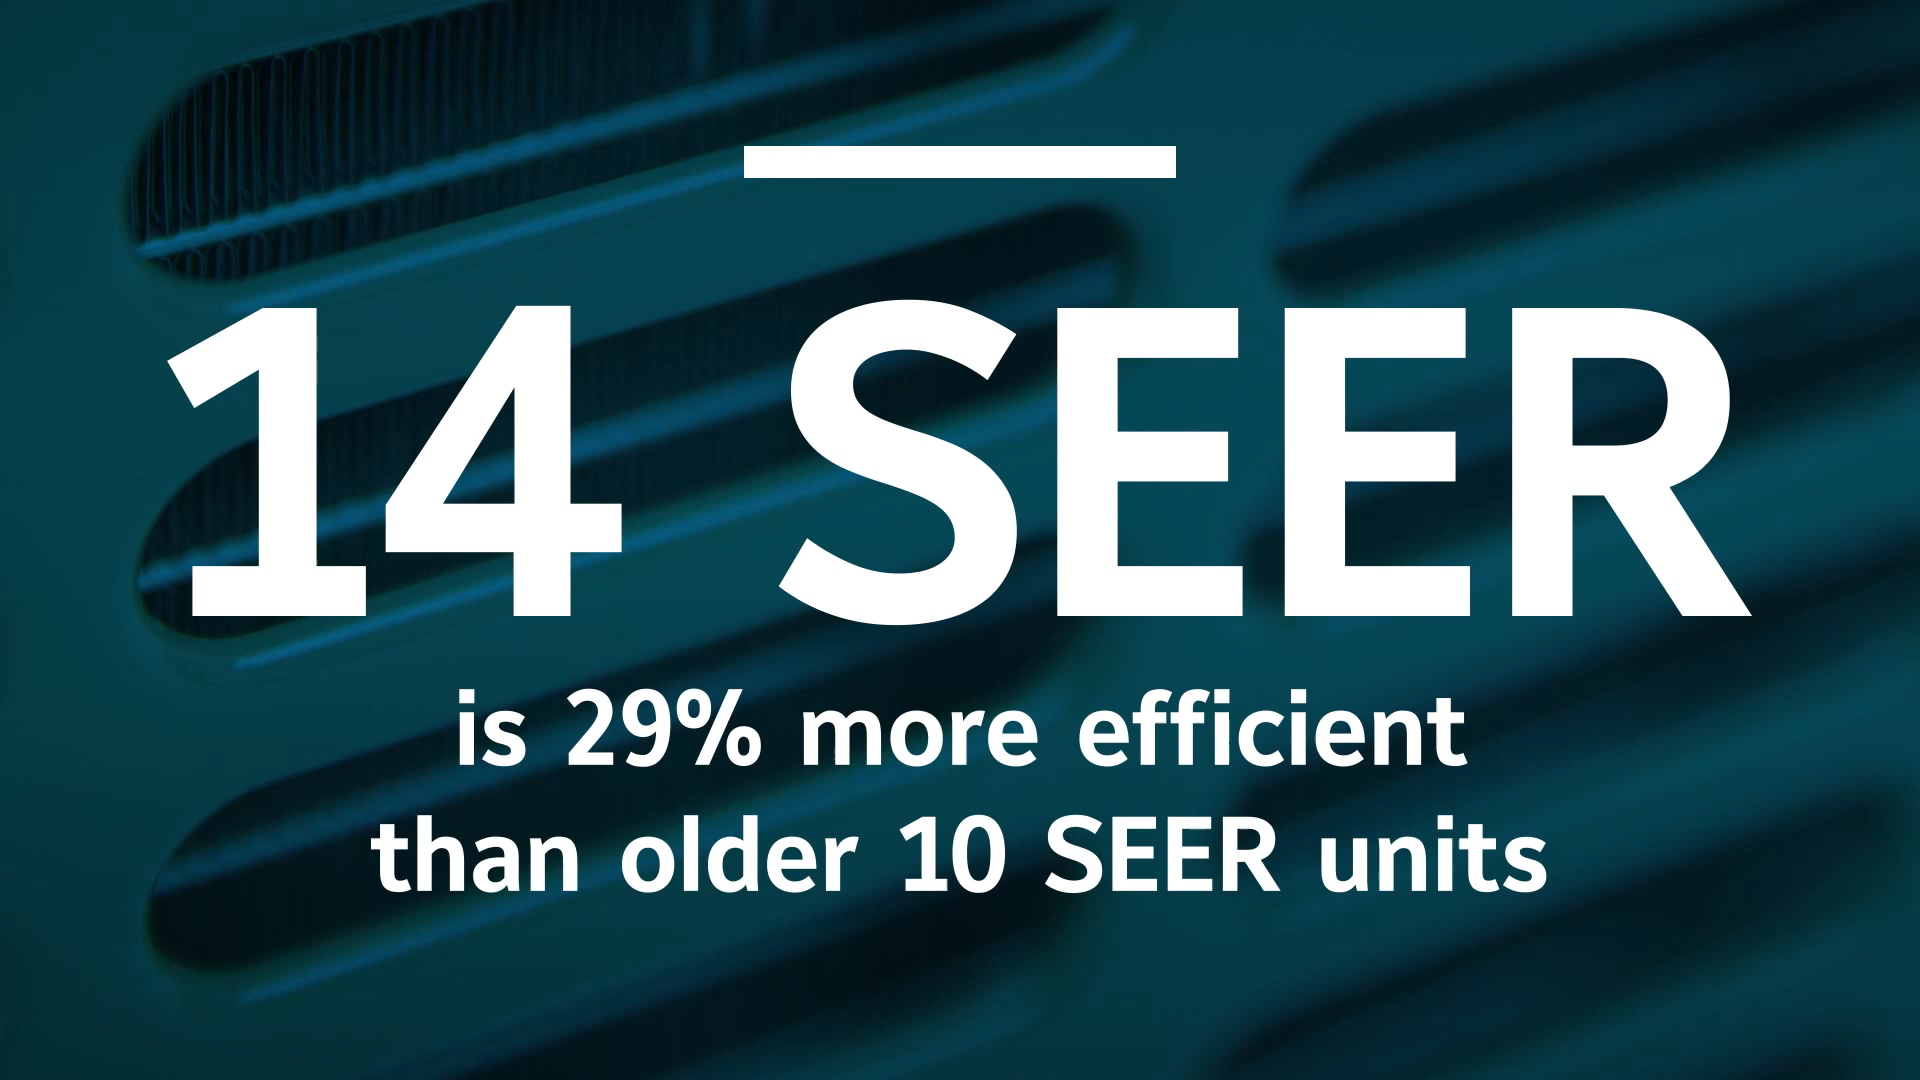 14 SEER
is 29% more efficient
than older 10 SEER units